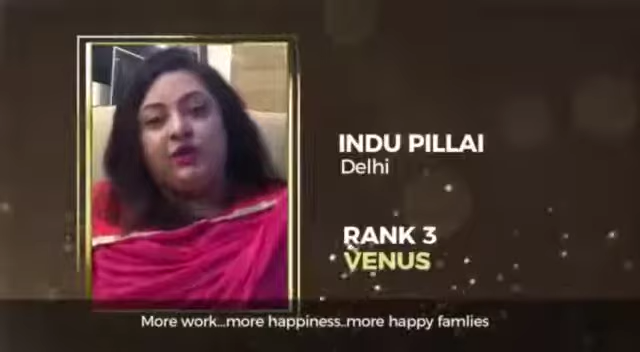 INDU PILLAI
Delhi
RANK 3
VENUS
More work...more happiness..more happy famlies